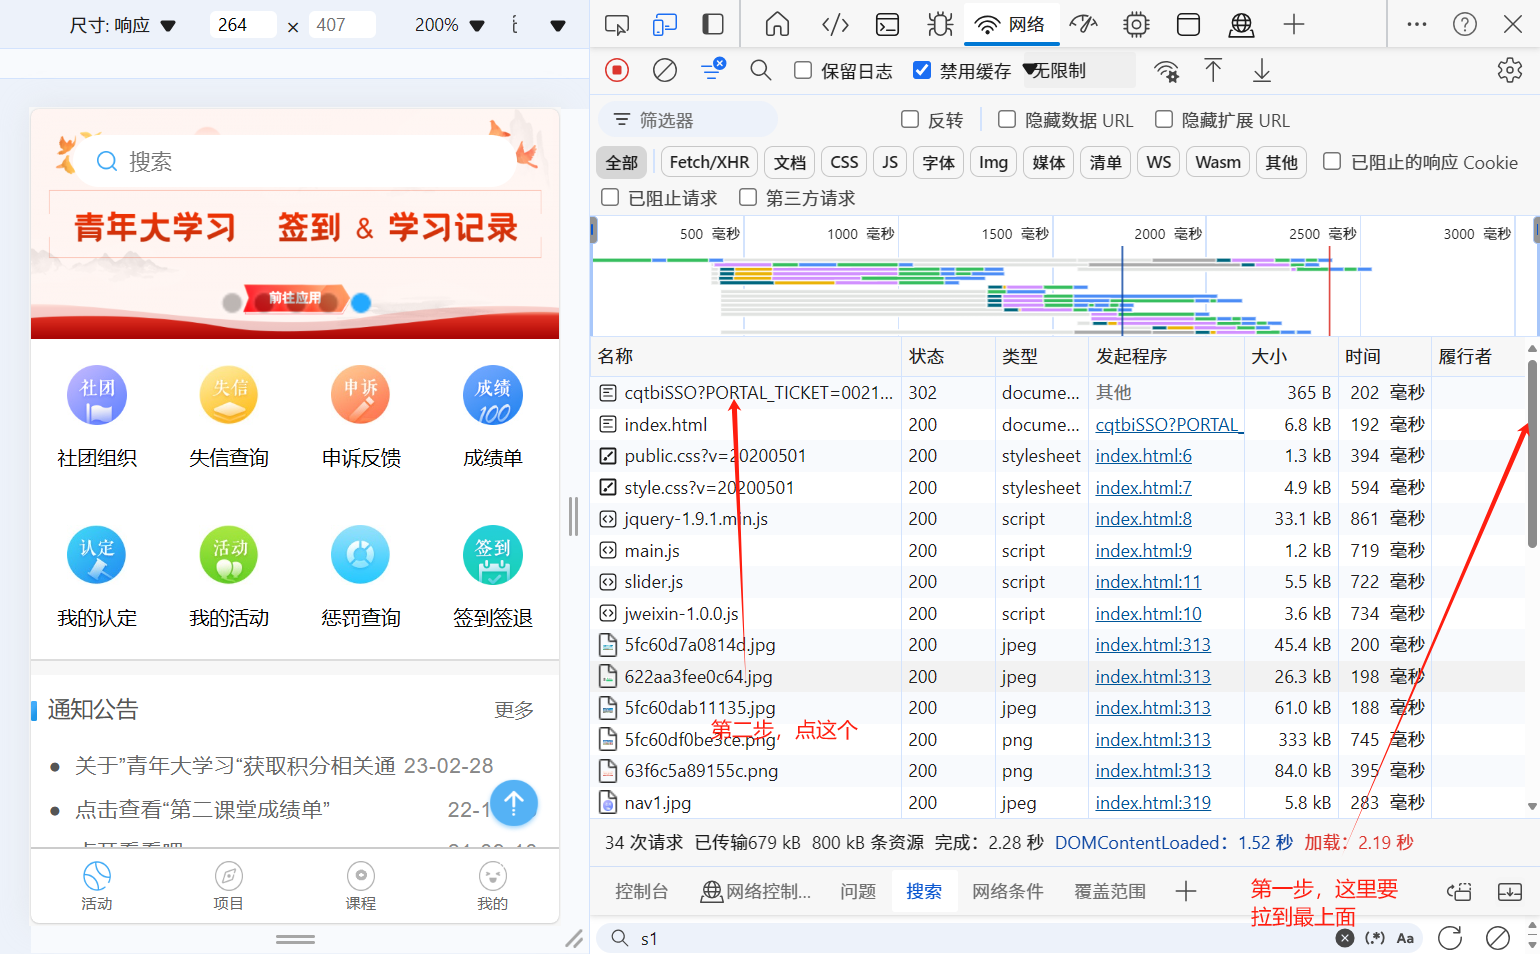 尺寸: 响应
264
×
407
200%
网络
保留日志
禁用缓存
无限制
筛选器
反转
隐藏数据 URL
隐藏扩展 URL
全部
Fetch/XHR
文档
CSS
JS
字体
Img
媒体
清单
WS
Wasm
其他
已阻止的响应 Cookie
已阻止请求
第三方请求
500 毫秒
1000 毫秒
1500 毫秒
2000 毫秒
2500 毫秒
3000 毫秒
名称 状态 类型 发起程序 大小 时间 履行者
cqtbiSSO?PORTAL_TICKET=0021... 302 docume... 其他 365 B 202 毫秒
index.html 200 docume... cqtbiSSO?PORTAL_ 6.8 kB 192 毫秒
public.css?v=20200501 200 stylesheet index.html:6 1.3 kB 394 毫秒
style.css?v=20200501 200 stylesheet index.html:7 4.9 kB 594 毫秒
jquery-1.9.1.min.js 200 script index.html:8 33.1 kB 861 毫秒
main.js 200 script index.html:9 1.2 kB 719 毫秒
slider.js 200 script index.html:11 5.5 kB 722 毫秒
jweixin-1.0.0.js 200 script index.html:10 3.6 kB 734 毫秒
5fc60d7a0814d.jpg 200 jpeg index.html:313 45.4 kB 200 毫秒
622aa3fee0c64.jpg 200 jpeg index.html:313 26.3 kB 198 毫秒
5fc60dab11135.jpg 200 jpeg index.html:313 61.0 kB 188 毫秒
第二步，点这个
5fc60df0be3ce.png 200 png index.html:313 333 kB 745 毫秒
63f6c5a89155c.png 200 png index.html:313 84.0 kB 395 毫秒
nav1.jpg 200 jpeg index.html:319 5.8 kB 283 毫秒
34 次请求 已传输679 kB 800 kB 条资源 完成：2.28 秒 DOMContentLoaded：1.52 秒 加载：2.19 秒
控制台
网络控制...
问题
搜索
网络条件
覆盖范围
第一步，这里要
拉到最上面
s1
(.*)
Aa
搜索
青年大学习 签到 & 学习记录
前往应用
社团
失信
申诉
成绩
100
社团组织
失信查询
申诉反馈
成绩单
认定
活动
签到
我的认定
我的活动
惩罚查询
签到签退
通知公告
更多
关于”青年大学习“获取积分相关通 23-02-28
点击查看“第二课堂成绩单” 22-1
活动
项目
课程
我的